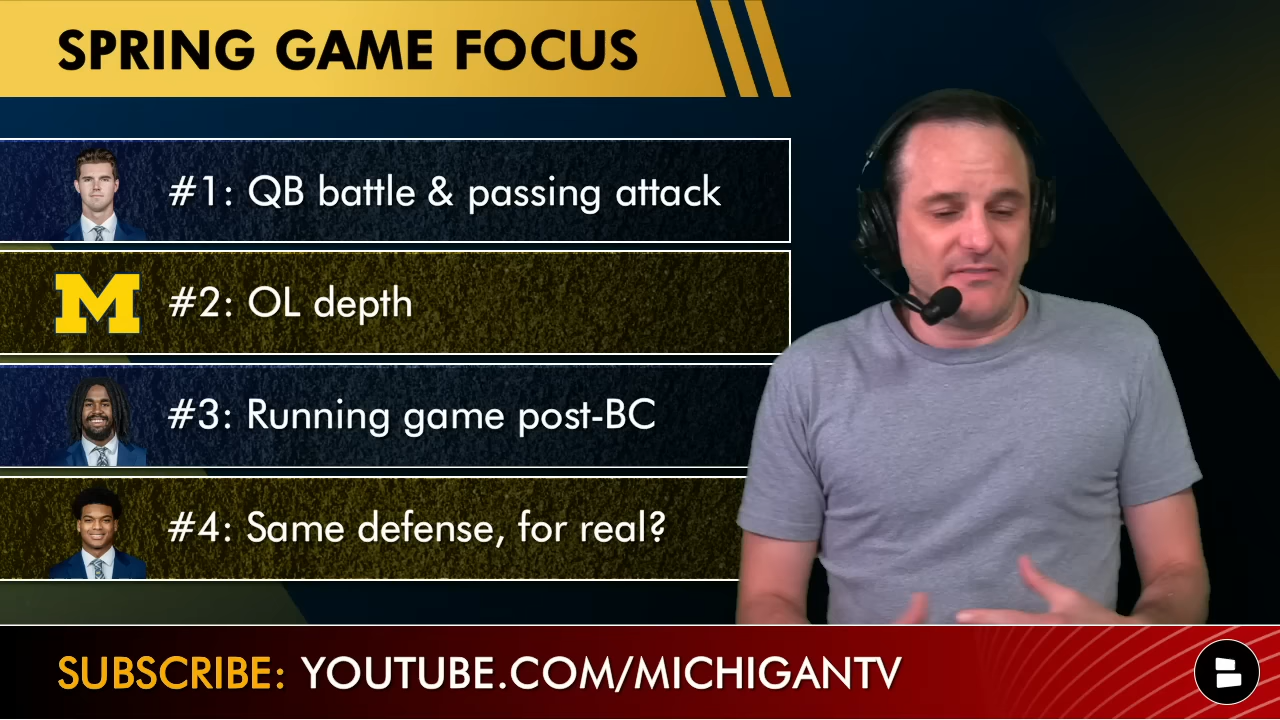 SPRING GAME FOCUS
#1: QB battle & passing attack
M
#2: OL depth
#3: Running game post-BC
#4: Same defense, for real?
SUBSCRIBE: YOUTUBE.COM/MICHIGANTV